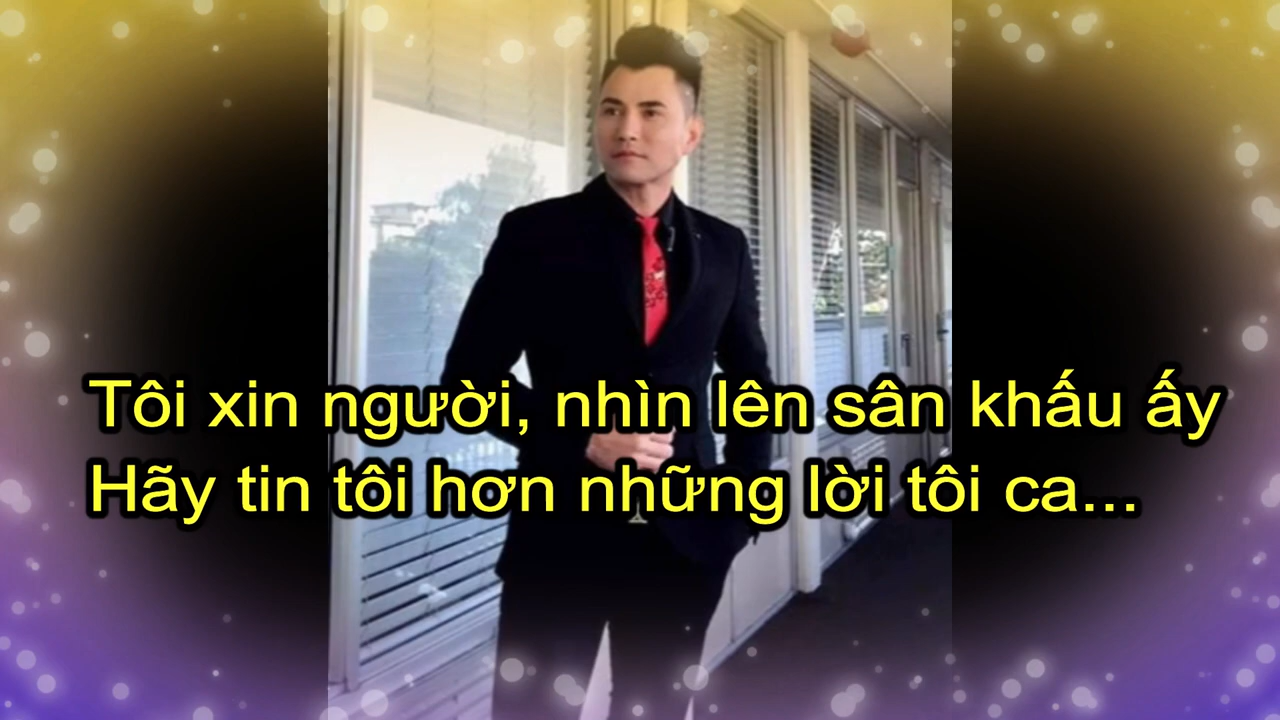 Tôi xin người, nhìn lên sân khấu ấy
Hãy tin tôi hơn những lời tôi ca...